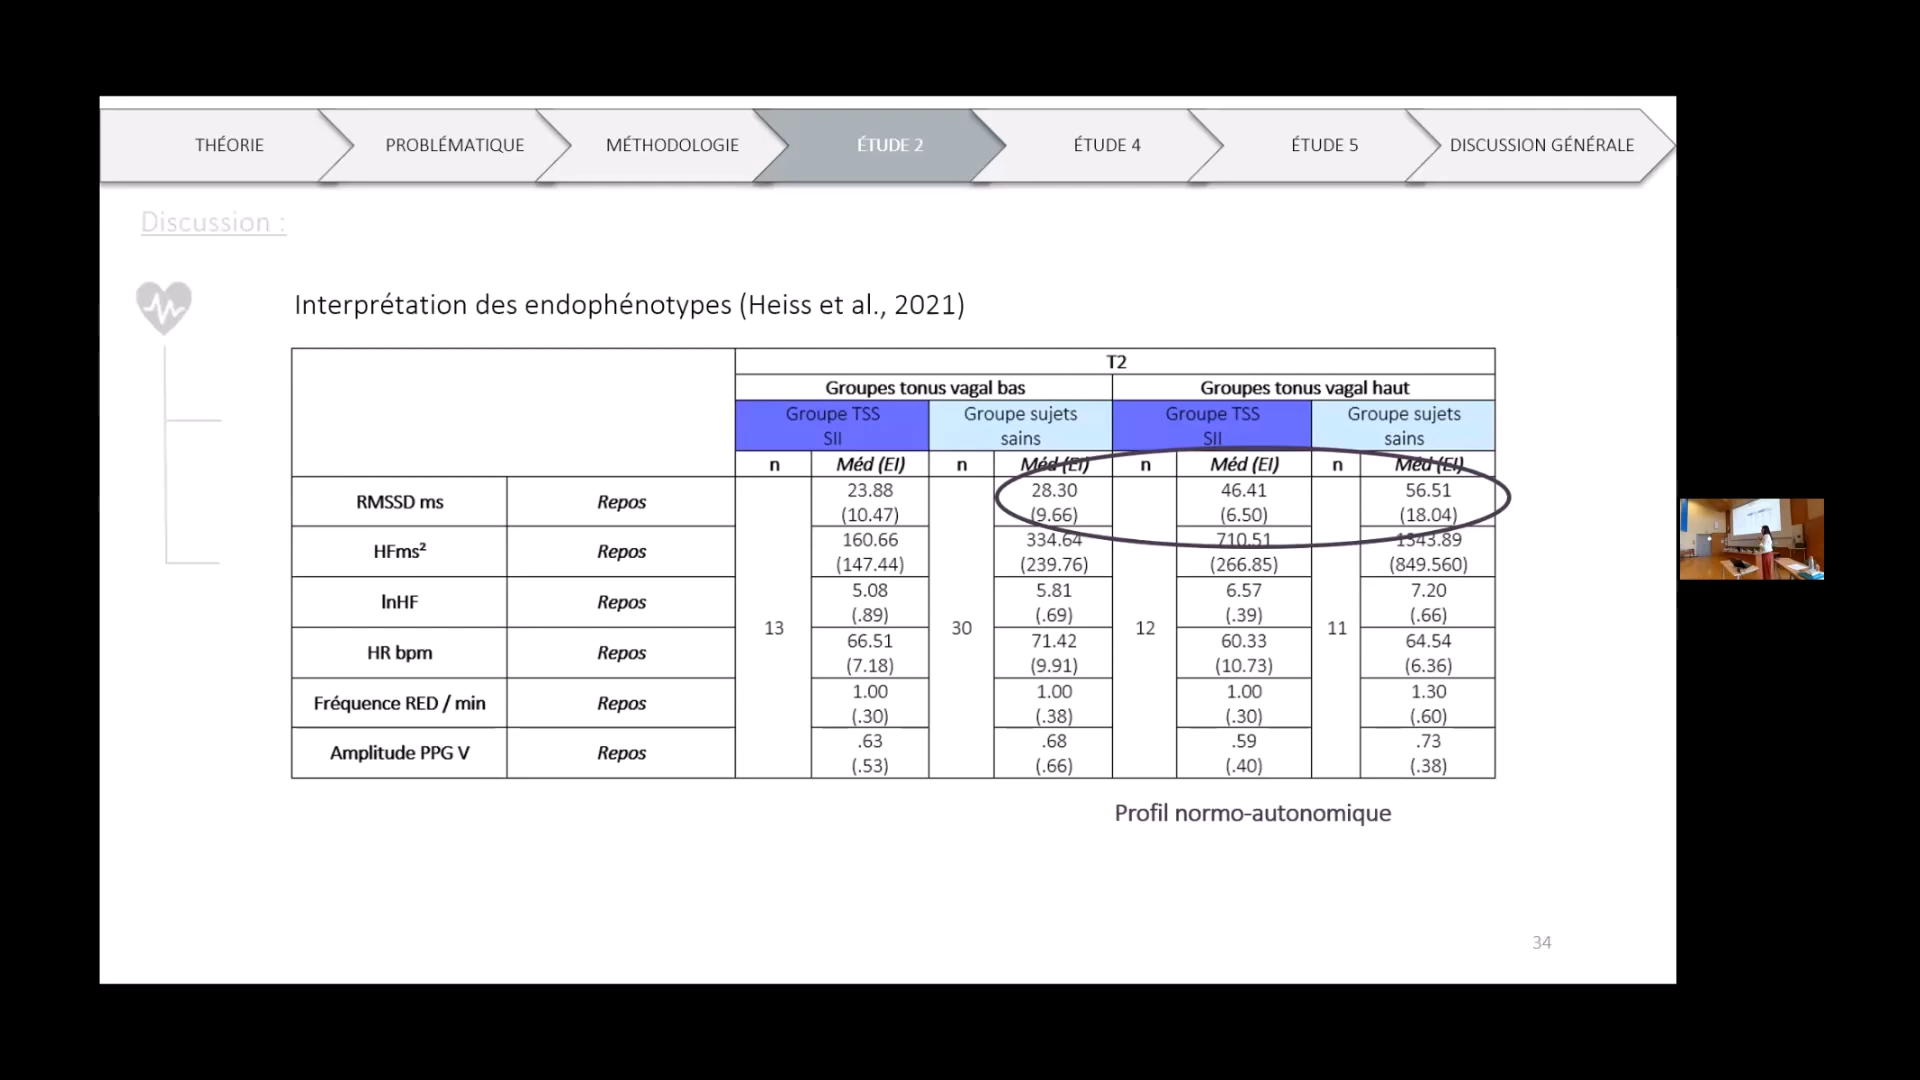 THÉORIE
PROBLÉMATIQUE
MÉTHODOLOGIE
ÉTUDE 2
ÉTUDE 4
ÉTUDE 5
DISCUSSION GÉNÉRALE
Discussion :
Interprétation des endophénotypes (Heiss et al., 2021)
T2
Groupes tonus vagal bas
Groupes tonus vagal haut
Groupe TSS SII
Groupe sujets sains
Groupe TSS SII
Groupe sujets sains
n Méd (EI) n Méd (EI) n Méd (EI) n Méd (EI)
RMSSD ms Repos 23.88 28.30 46.41 56.51
(10.47) (9.66) (6.50) (18.04)
HFms² Repos 160.66 334.64 710.51 1343.89
(147.44) (239.76) (266.85) (849.560)
lnHF Repos 5.08 5.81 6.57 7.20
(.89) (.69) (.39) (.66)
13 30 12 11
HR bpm Repos 66.51 71.42 60.33 64.54
(7.18) (9.91) (10.73) (6.36)
Fréquence RED / min Repos 1.00 1.00 1.00 1.30
(.30) (.38) (.30) (.60)
Amplitude PPG V Repos .63 .68 .59 .73
(.53) (.66) (.40) (.38)
Profil normo-autonomique
34